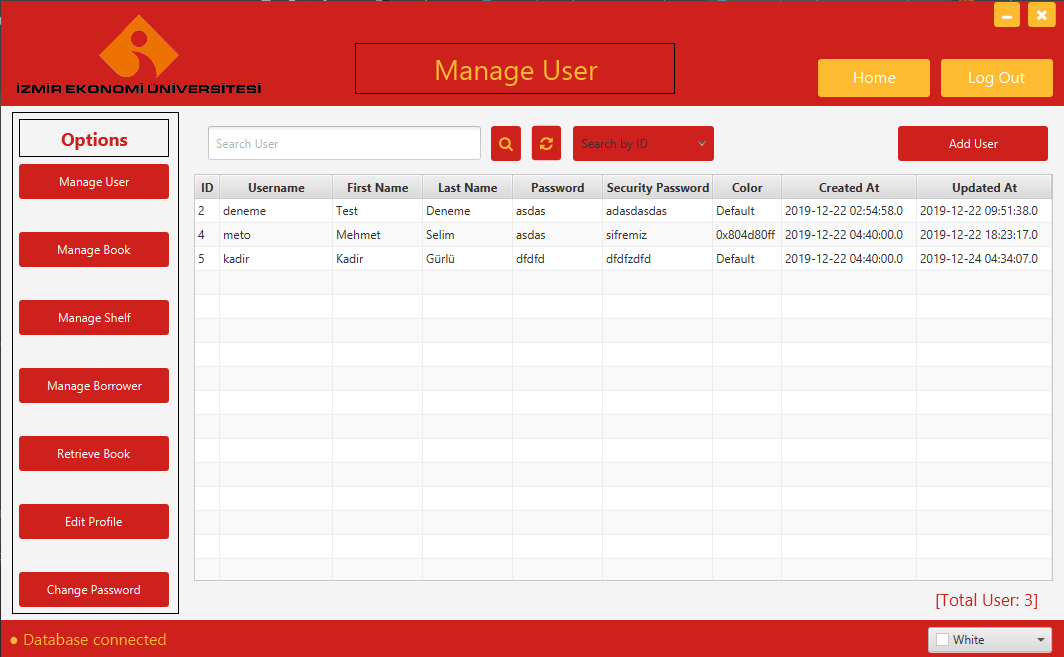 Manage User
Home
Log Out
İZMİR EKONOMİ ÜNİVERSİTESİ
Options
Manage User
Manage Book
Manage Shelf
Manage Borrower
Retrieve Book
Edit Profile
Change Password
Search User
Search by ID
Add User
ID Username First Name Last Name Password Security Password Color Created At Updated At
2 deneme Test Deneme asdas adasdasdas Default 2019-12-22 02:54:58.0 2019-12-22 09:51:38.0
4 meto Mehmet Selim asdas sifremiz 0x804d80ff 2019-12-22 04:40:00.0 2019-12-22 18:23:17.0
5 kadir Kadir Gürlü dfdfd dfdfzdfd Default 2019-12-22 04:40:00.0 2019-12-24 04:34:07.0
[Total User: 3]
Database connected
White